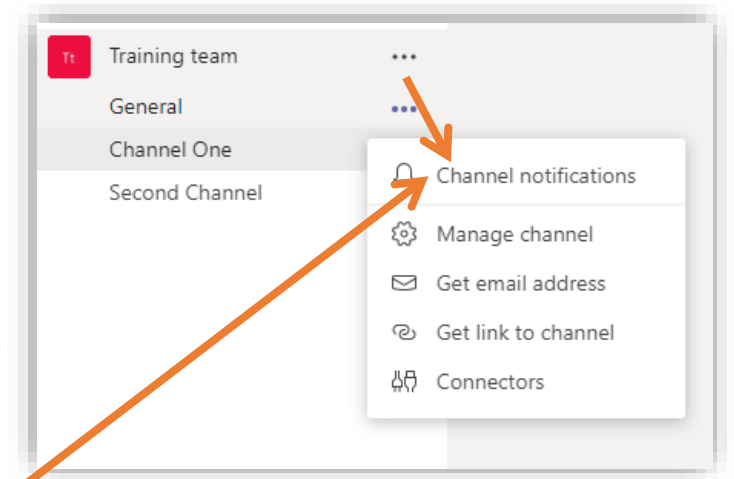 Tt Training team ...
General ...
Channel One
Second Channel
Channel notifications
Manage channel
Get email address
Get link to channel
Connectors